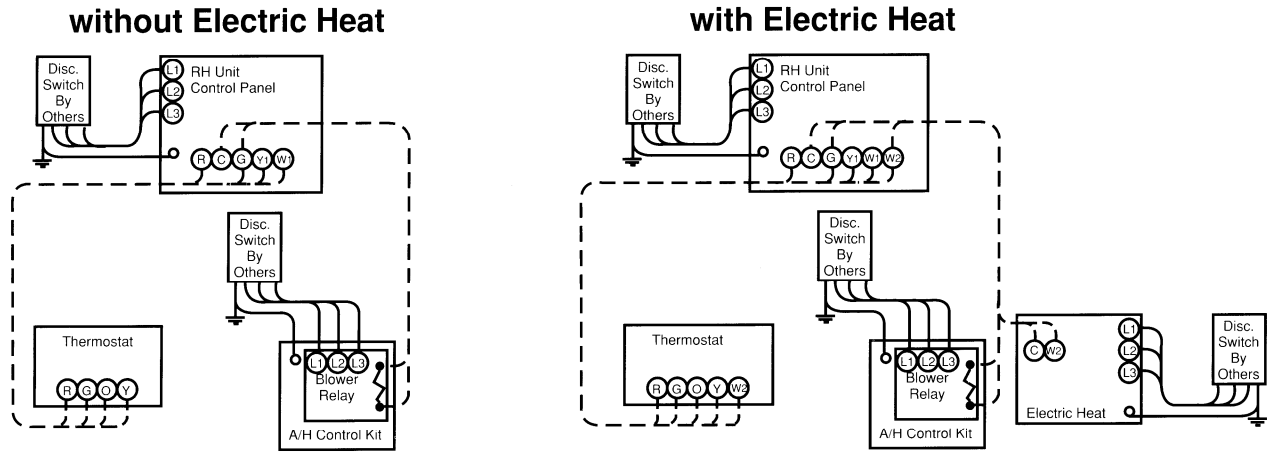 without Electric Heat
Disc.
Switch
By
Others
L1
L2
L3
RH Unit
Control Panel
R C G Y1 W1
Disc.
Switch
By
Others
Thermostat
R G O Y
L1 L2 L3
Blower
Relay
A/H Control Kit
with Electric Heat
Disc.
Switch
By
Others
L1
L2
L3
RH Unit
Control Panel
R C G Y1 W1 W2
Disc.
Switch
By
Others
Thermostat
R G O Y W2
L1 L2 L3
Blower
Relay
A/H Control Kit
C W2
L1
L2
L3
Electric Heat
Disc.
Switch
By
Others